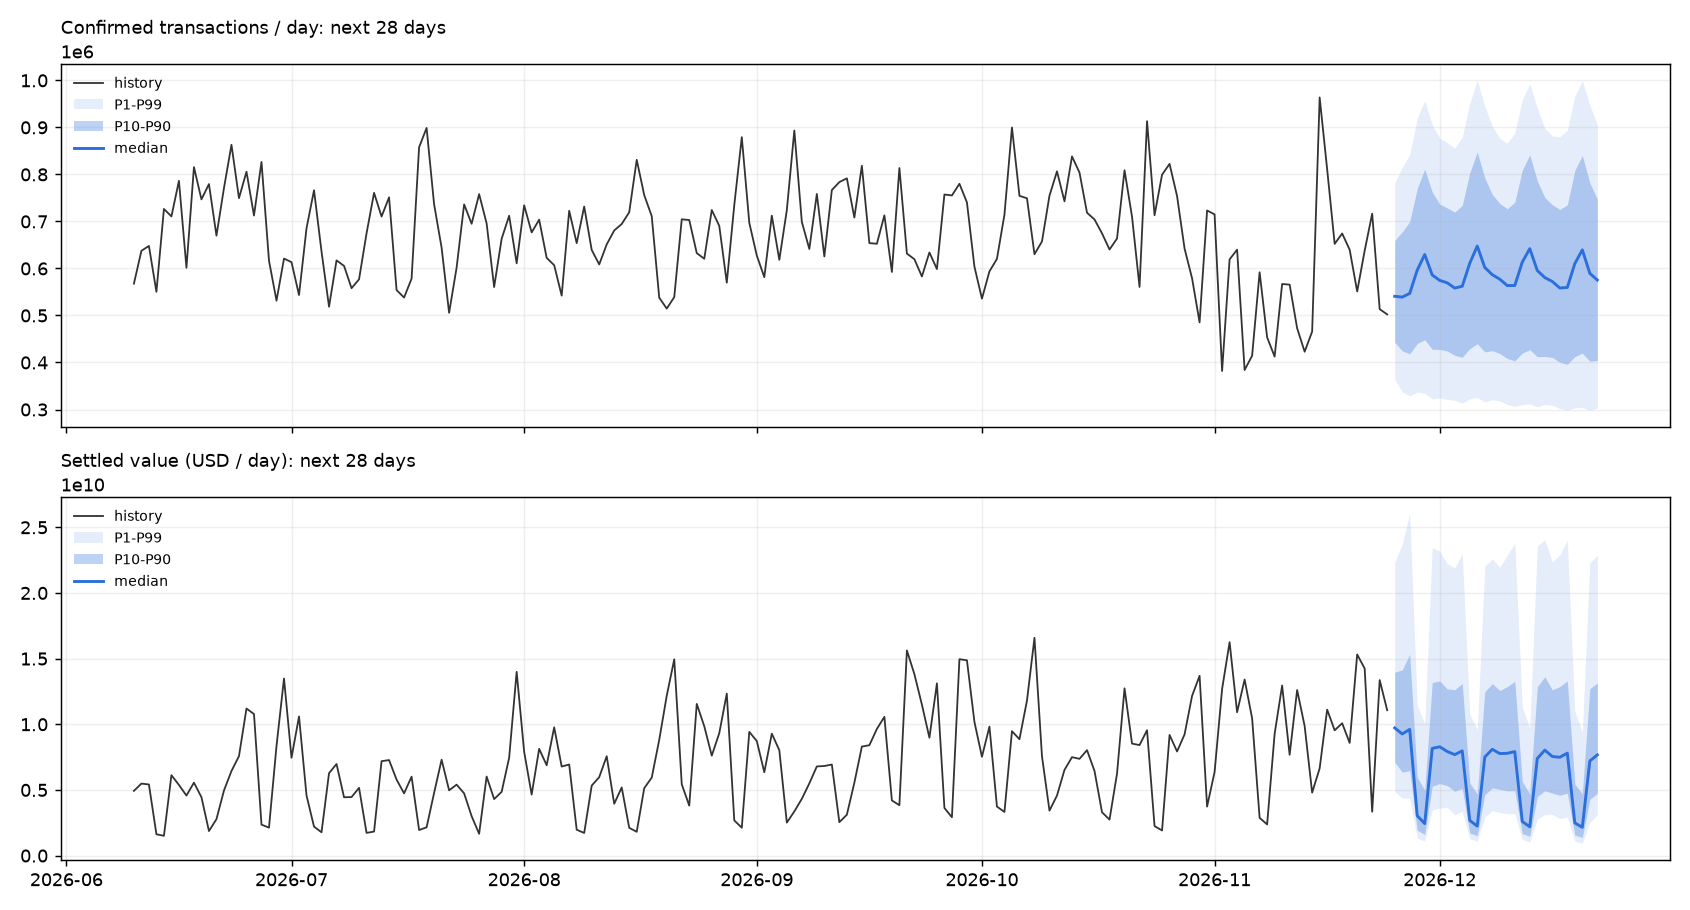 Confirmed transactions / day: next 28 days
1e6
history
P1-P99
P10-P90
median
1.0
0.9
0.8
0.7
0.6
0.5
0.4
0.3
Settled value (USD / day): next 28 days
1e10
history
P1-P99
P10-P90
median
2.5
2.0
1.5
1.0
0.5
0.0
2026-06 2026-07 2026-08 2026-09 2026-10 2026-11 2026-12